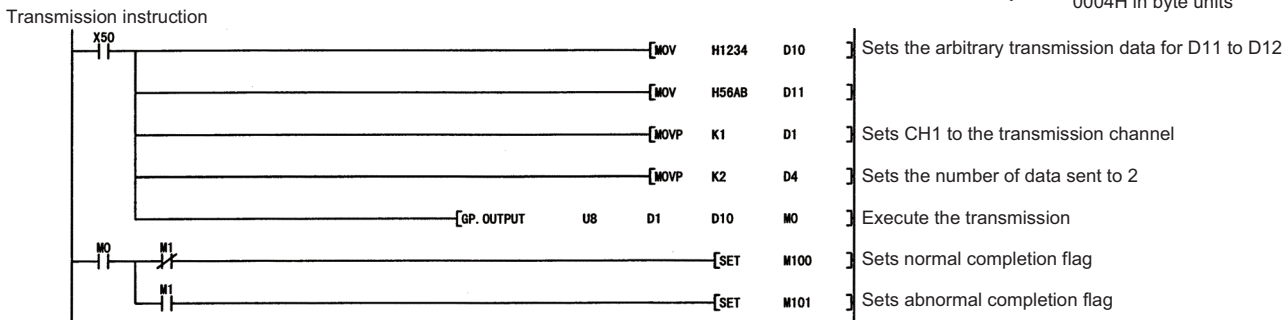 0004H in byte units
Transmission instruction
X50
[MOV H1234 D10 ] Sets the arbitrary transmission data for D11 to D12
[MOV H56AB D11 ]
[MOVP K1 D1 ] Sets CH1 to the transmission channel
[MOVP K2 D4 ] Sets the number of data sent to 2
[GP.OUTPUT U8 D1 D10 M0 ] Execute the transmission
M0 M1 [SET M100 ] Sets normal completion flag
M1 [SET M101 ] Sets abnormal completion flag